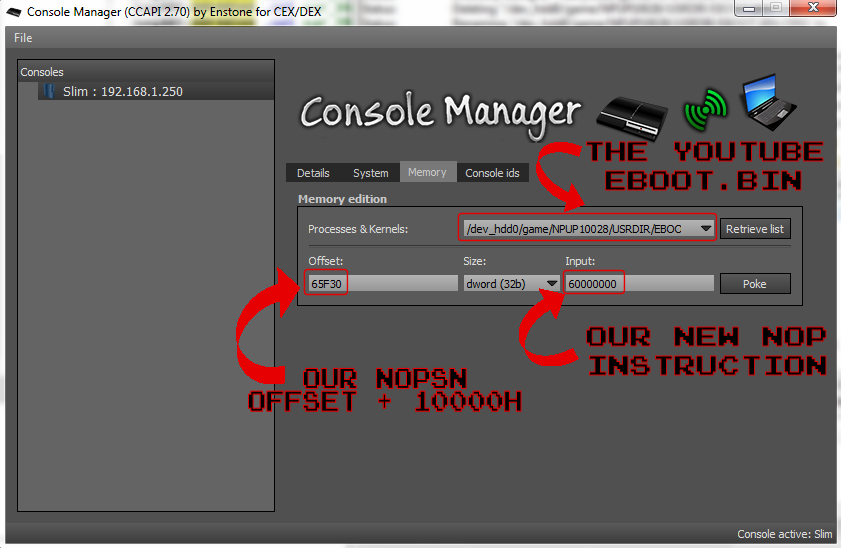 Console Manager (CCAPI 2.70) by Enstone for CEX/DEX
File
Consoles
Slim : 192.168.1.250
Console Manager
THE YOUTUBE
EBOOT.BIN
Details System Memory Console ids
Memory edition
Processes & Kernels: /dev_hdd0/game/NPUP10028/USRDIR/EBOC Retrieve list
Offset: Size: Input:
65F30 dword (32b) 60000000 Poke
OUR NEW NOP
INSTRUCTION
OUR NOPSN
OFFSET + 10000H
Console active: Slim